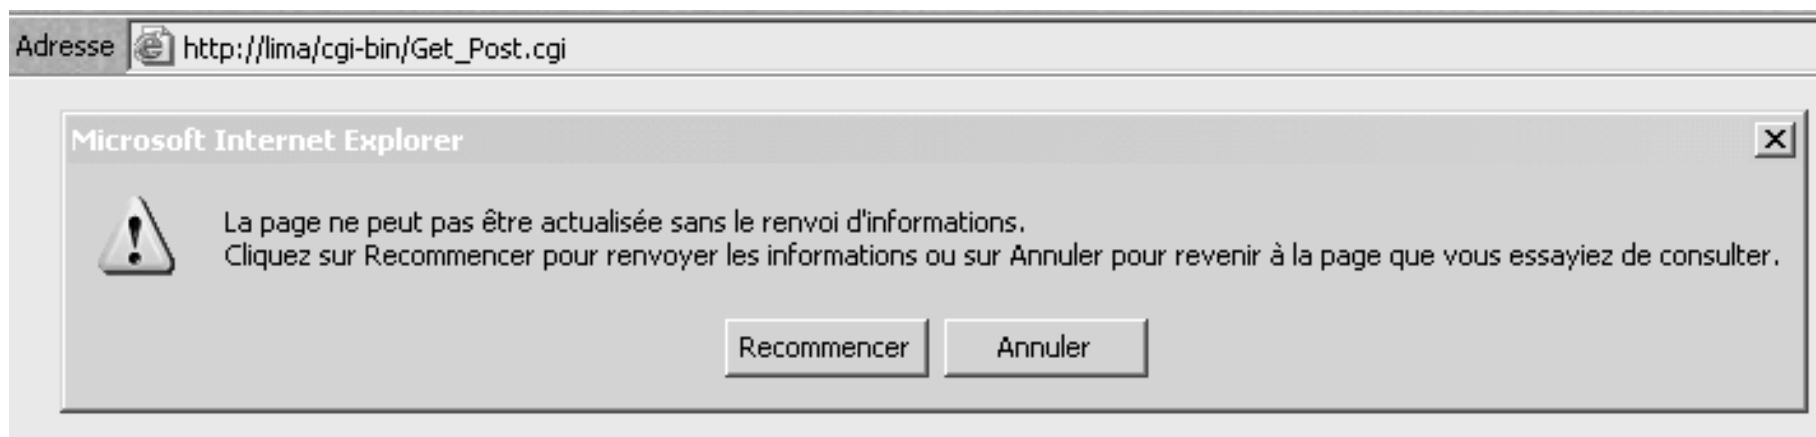 Adresse http://lima/cgi-bin/Get_Post.cgi
Microsoft Internet Explorer
La page ne peut pas être actualisée sans le renvoi d'informations.
Cliquez sur Recommencer pour renvoyer les informations ou sur Annuler pour revenir à la page que vous essayiez de consulter.
Recommencer Annuler